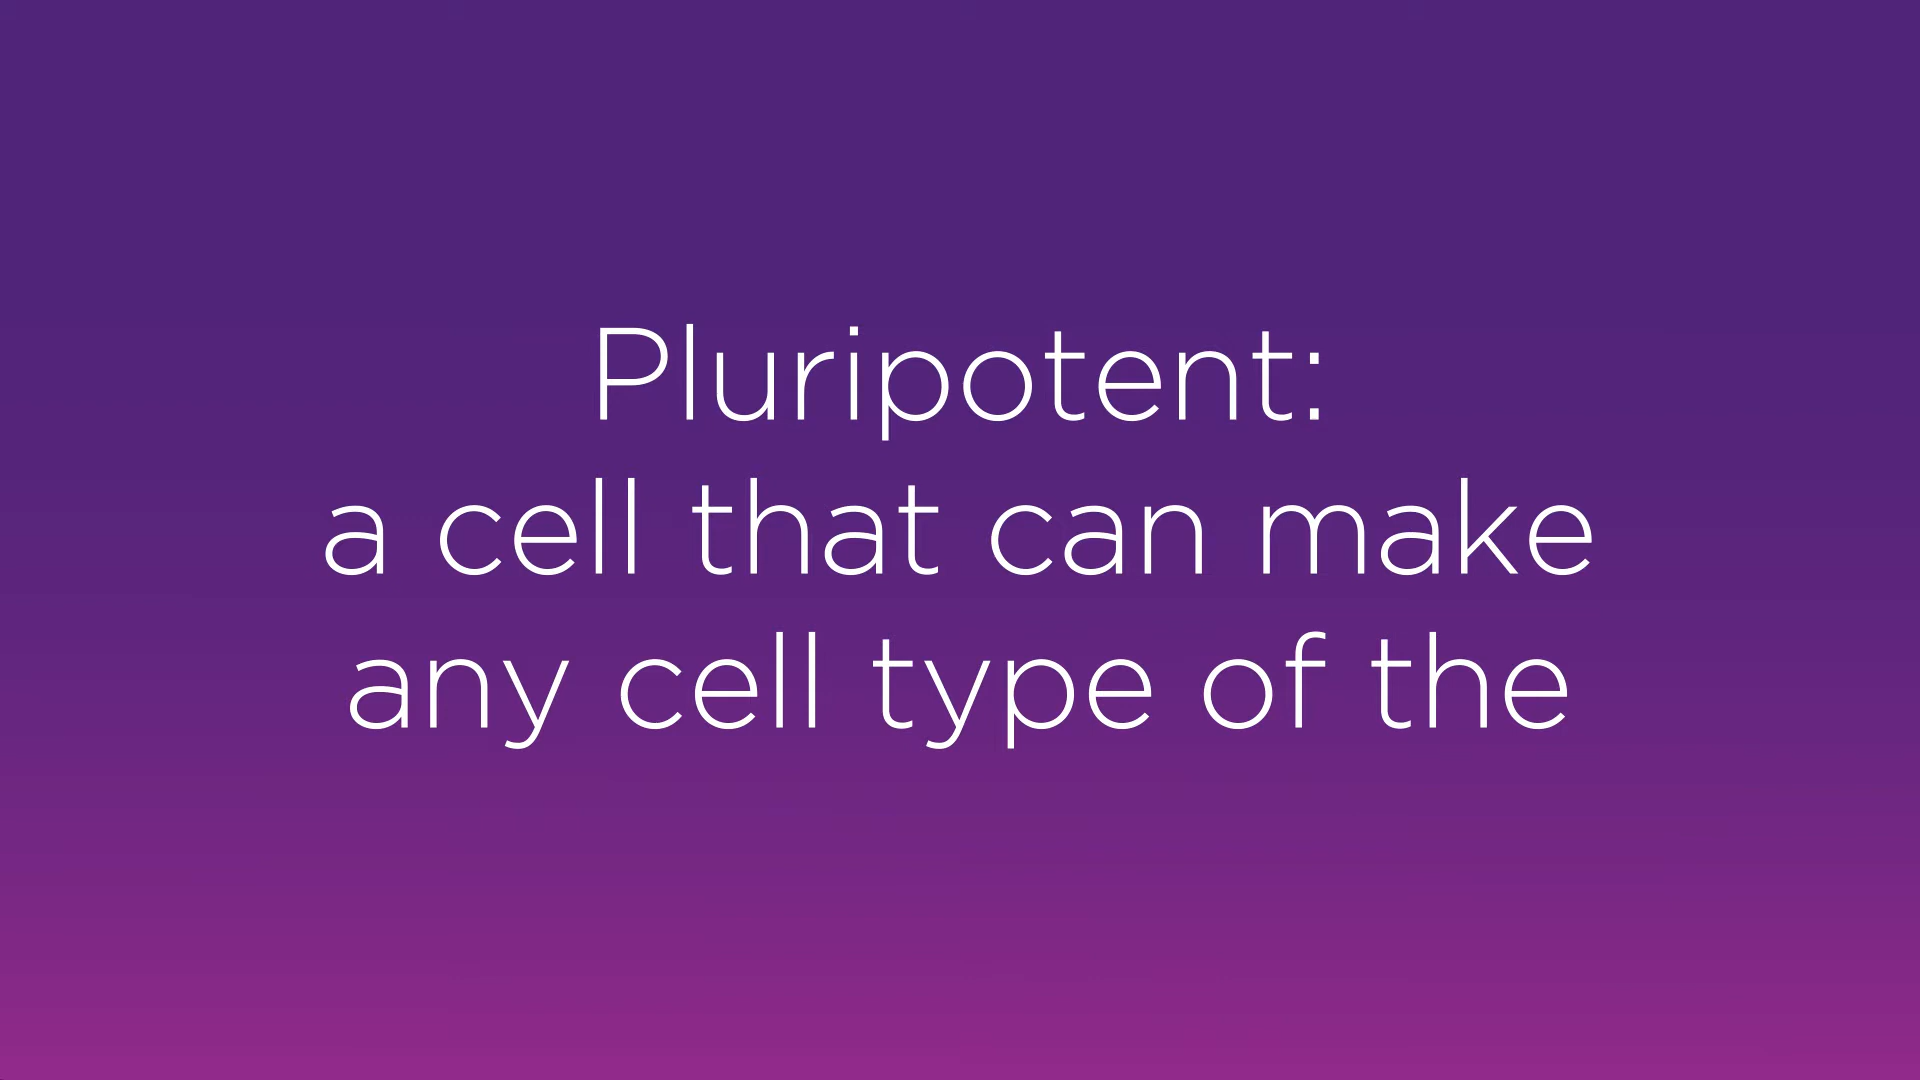 Pluripotent:
a cell that can make
any cell type of the